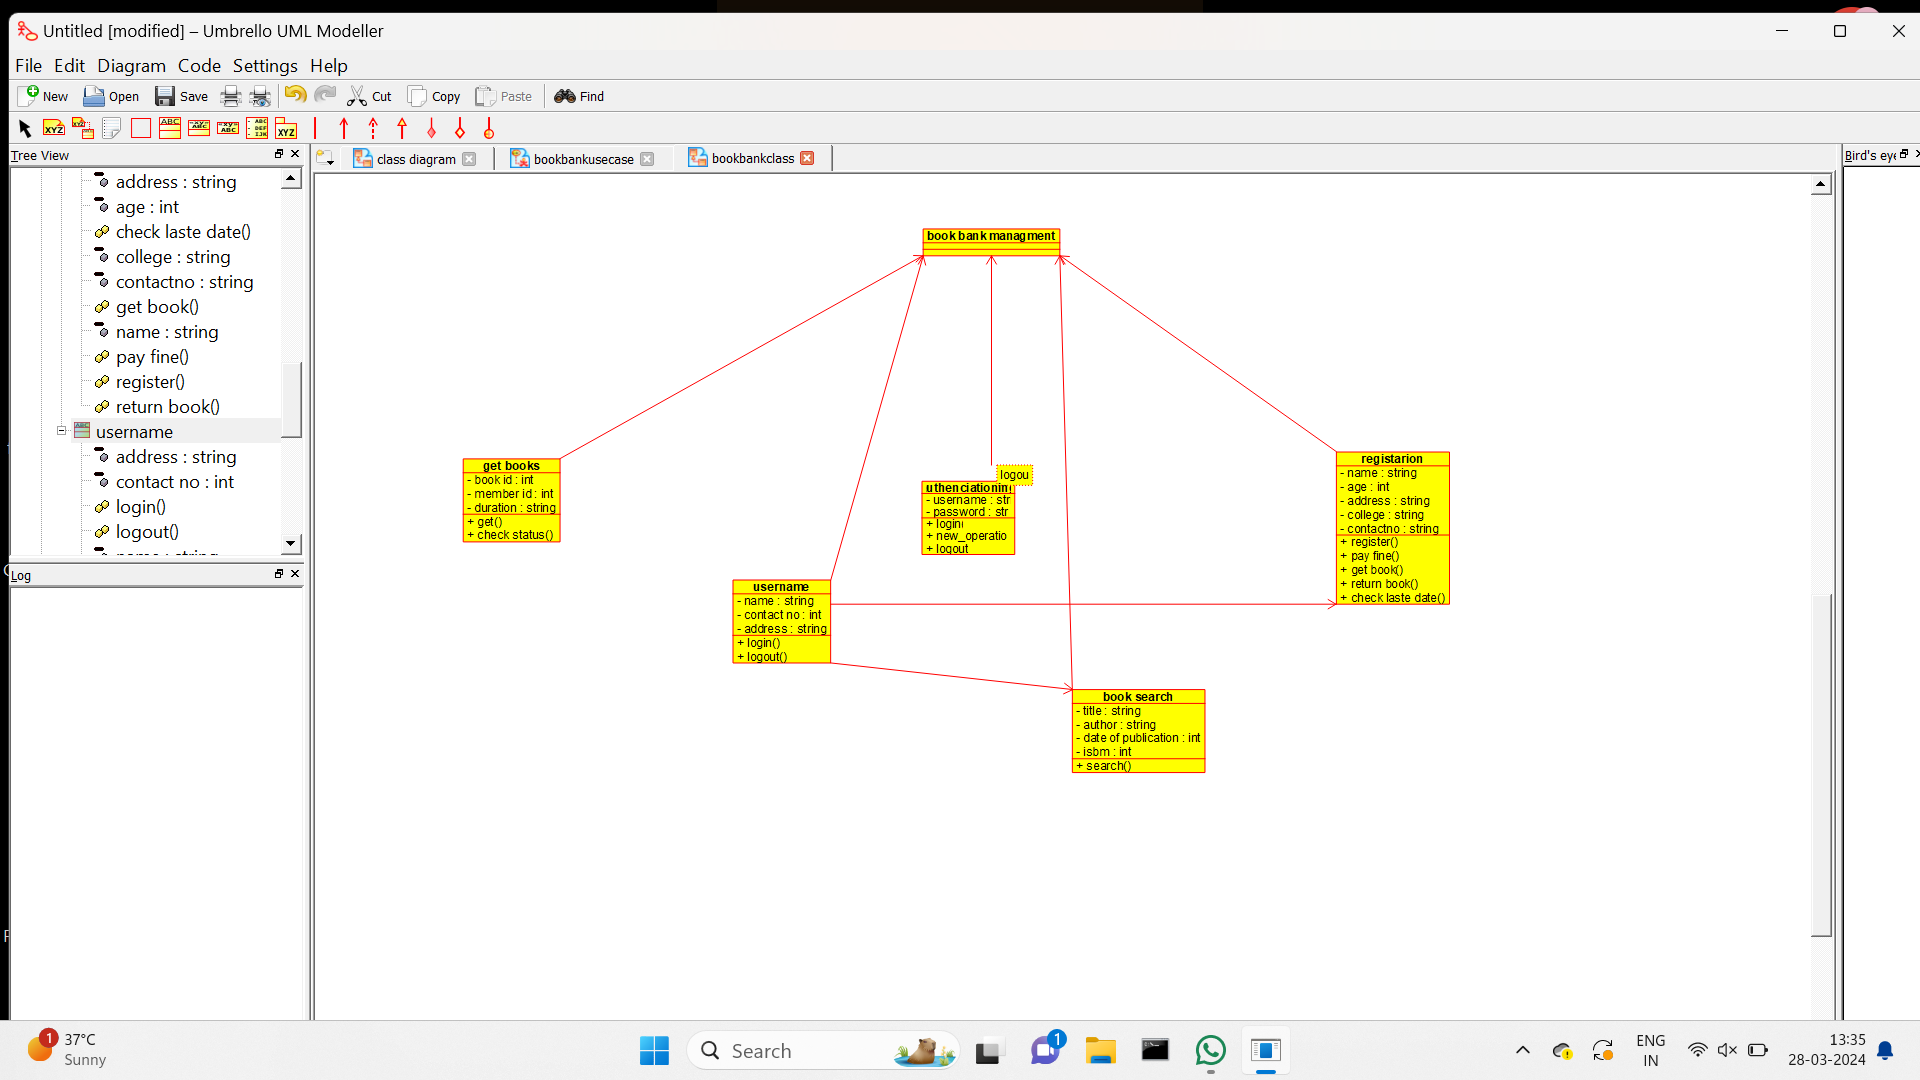 Untitled [modified] – Umbrello UML Modeller
File Edit Diagram Code Settings Help
New Open Save Cut Copy Paste Find
Tree View
class diagram bookbankusecase bookbankclass
Bird's eye
address : string
age : int
check laste date()
college : string
contactno : string
get book()
name : string
pay fine()
register()
return book()
username
address : string
contact no : int
login()
logout()
Log
book bank managment
get books
- book id : int
- member id : int
- duration : string
+ get()
+ check status()
logou
uthenciationin
- username : str
- password : str
+ login(
+ new_operatio
+ logout
registarion
- name : string
- age : int
- address : string
- college : string
- contactno : string
+ register()
+ pay fine()
+ get book()
+ return book()
+ check laste date()
username
- name : string
- contact no : int
- address : string
+ login()
+ logout()
book search
- title : string
- author : string
- date of publication : int
- isbm : int
+ search()
1
37°C
Sunny
Search
1
ENG
IN
13:35
28-03-2024